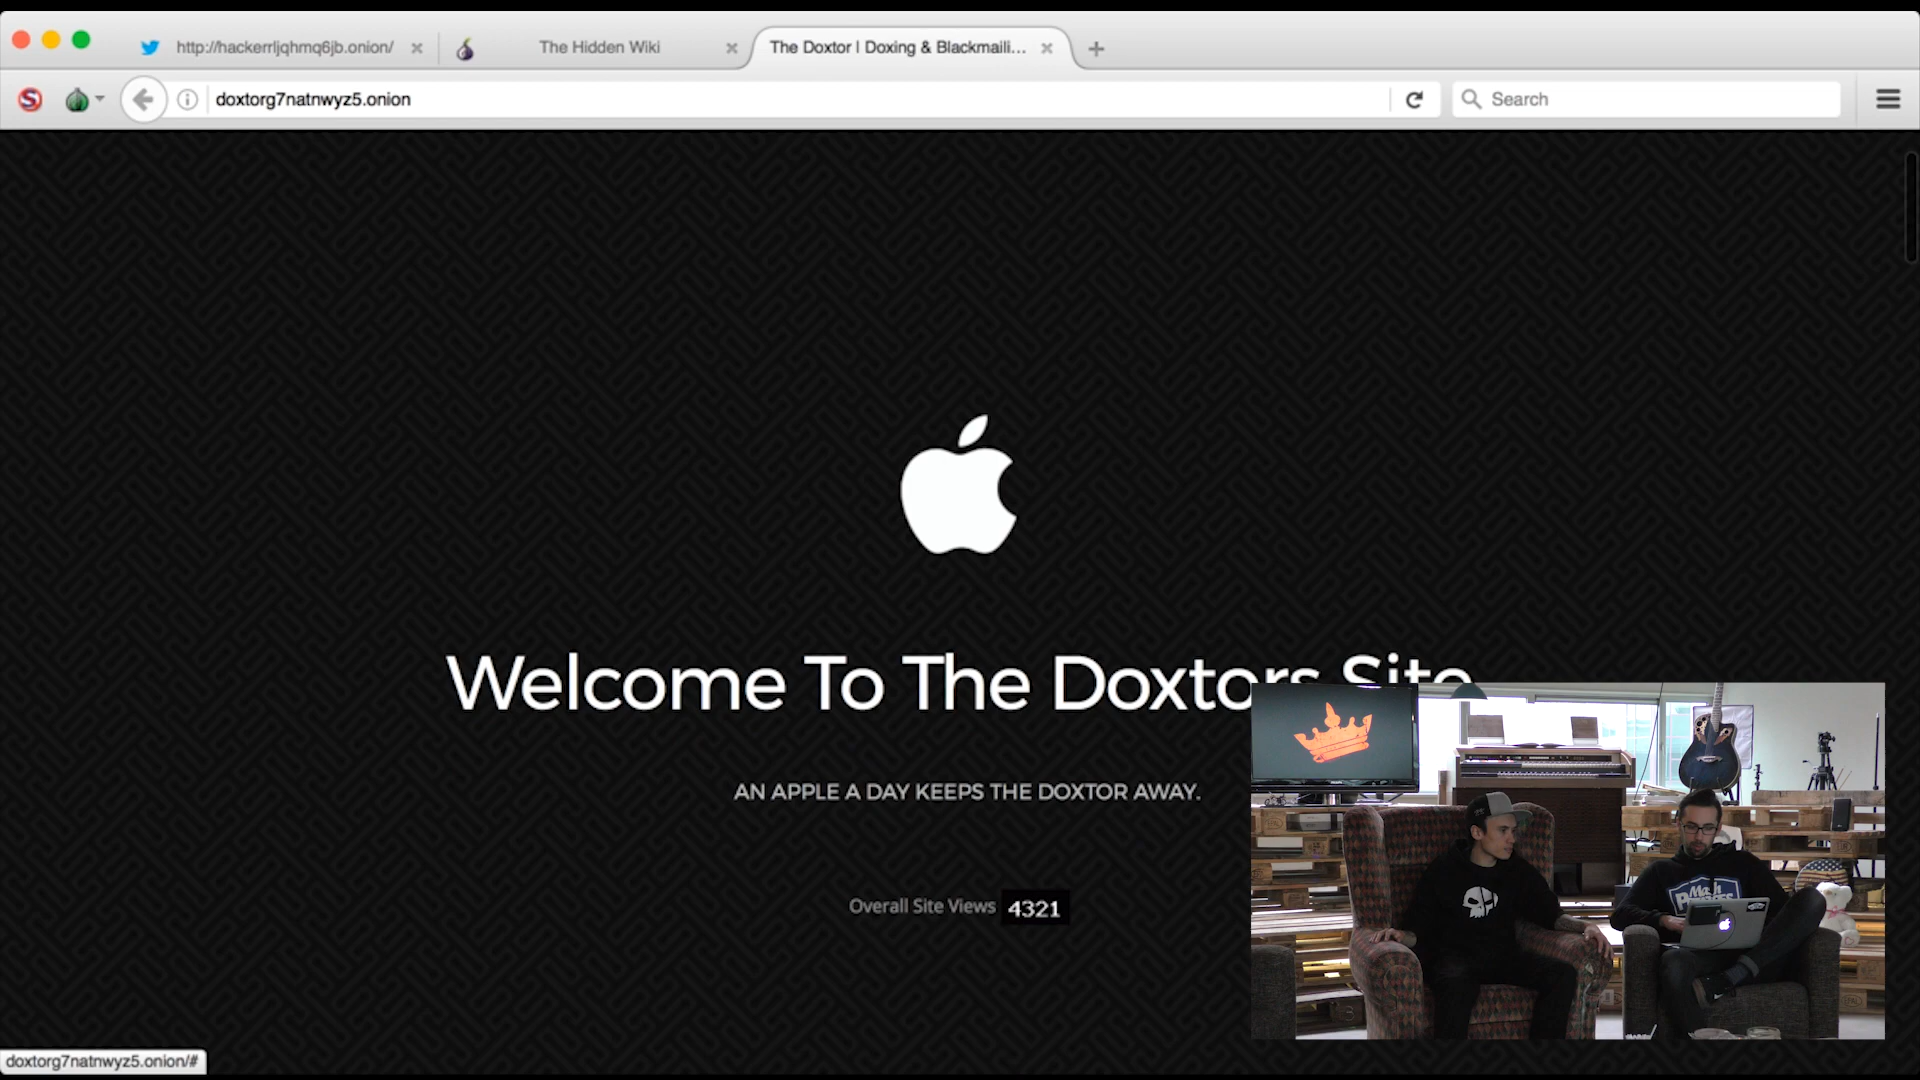 http://hackerrljqhmq6jb.onion/
The Hidden Wiki
The Doxtor | Doxing & Blackmaili...
doxtorg7natnwyz5.onion
Search
Welcome To The Doxtors Site
AN APPLE A DAY KEEPS THE DOXTOR AWAY.
Overall Site Views 4321
doxtorg7natnwyz5.onion/#